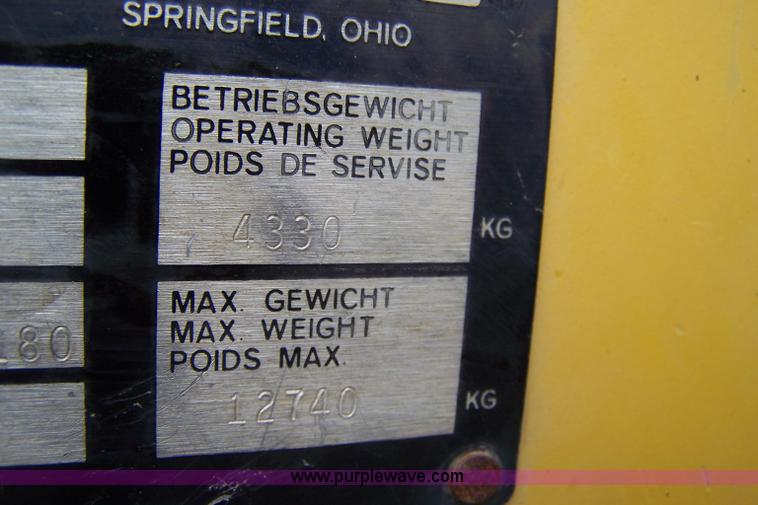 SPRINGFIELD, OHIO
BETRIEBSGEWICHT
OPERATING WEIGHT
POIDS DE SERVISE
4330 KG
MAX. GEWICHT
MAX. WEIGHT
POIDS MAX.
180
12740 KG
www.purplewave.com